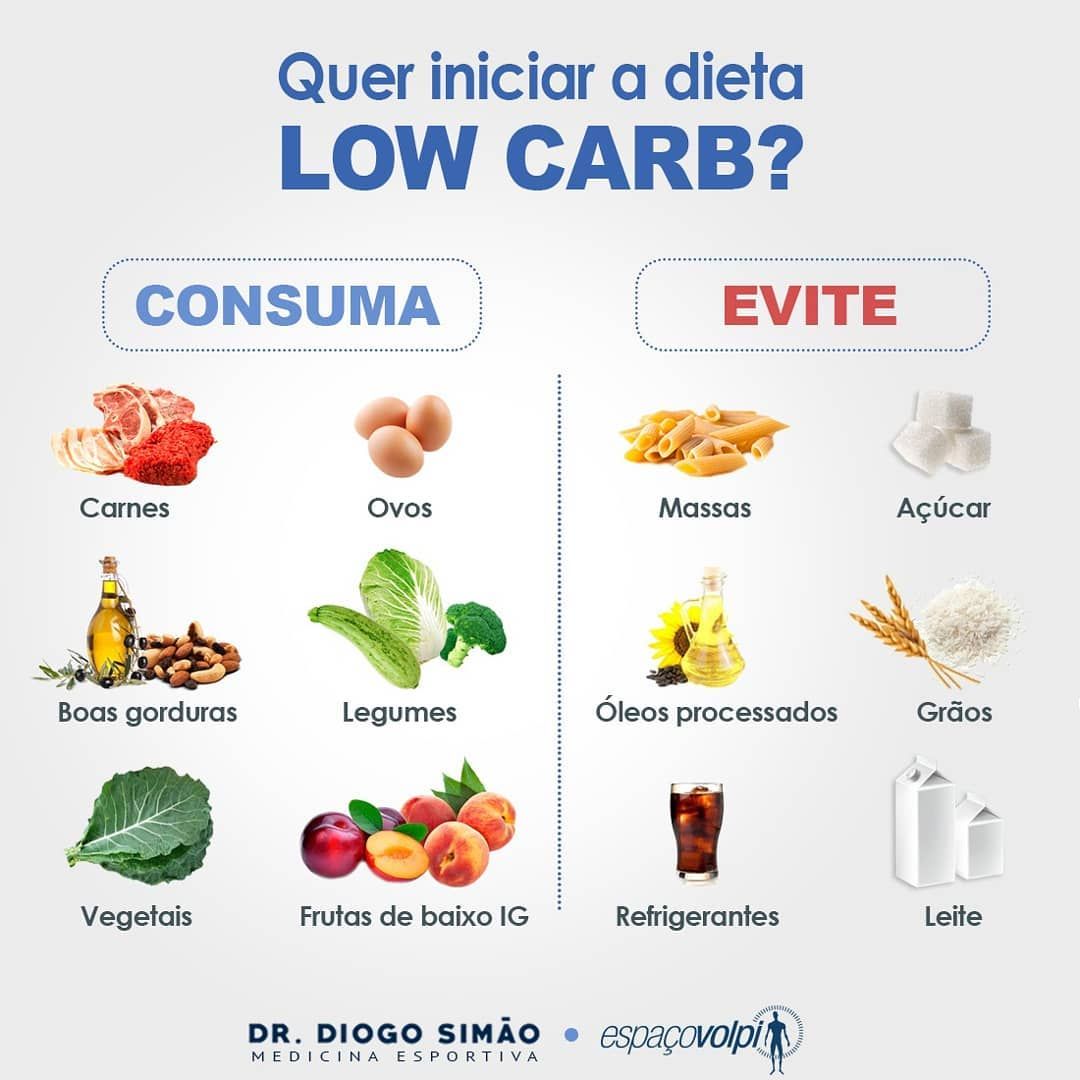 Quer iniciar a dieta
LOW CARB?
CONSUMA
Carnes
Ovos
Boas gorduras
Legumes
Vegetais
Frutas de baixo IG
EVITE
Massas
Açúcar
Óleos processados
Grãos
Refrigerantes
Leite
DR. DIOGO SIMÃO
MEDICINA ESPORTIVA
espaçovolpi